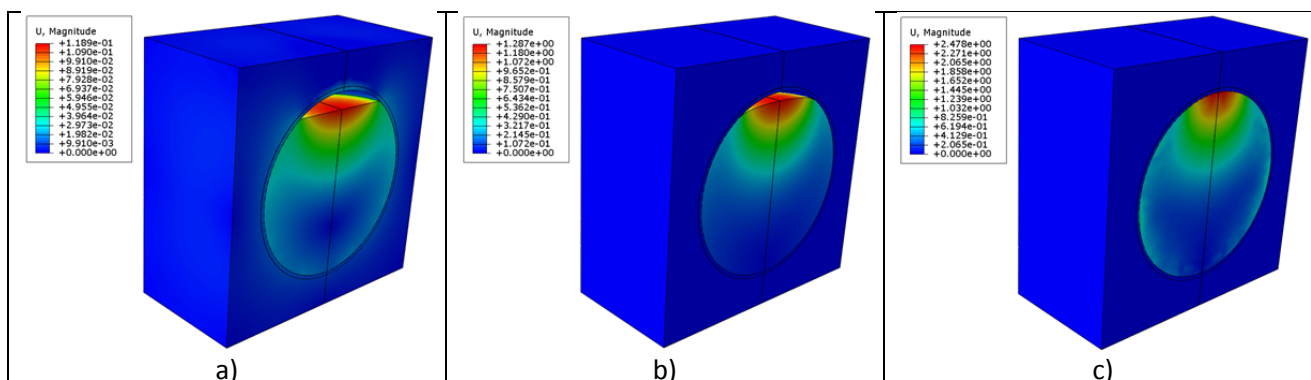 U, Magnitude
+1.189e-01
+1.090e-01
+9.910e-02
+8.919e-02
+7.928e-02
+6.937e-02
+5.946e-02
+4.955e-02
+3.964e-02
+2.973e-02
+1.982e-02
+9.910e-03
+0.000e+00
a)
U, Magnitude
+1.287e+00
+1.180e+00
+1.072e+00
+9.652e-01
+8.579e-01
+7.507e-01
+6.434e-01
+5.362e-01
+4.290e-01
+3.217e-01
+2.145e-01
+1.072e-01
+0.000e+00
b)
U, Magnitude
+2.478e+00
+2.271e+00
+2.065e+00
+1.858e+00
+1.652e+00
+1.445e+00
+1.239e+00
+1.032e+00
+8.259e-01
+6.194e-01
+4.129e-01
+2.065e-01
+0.000e+00
c)